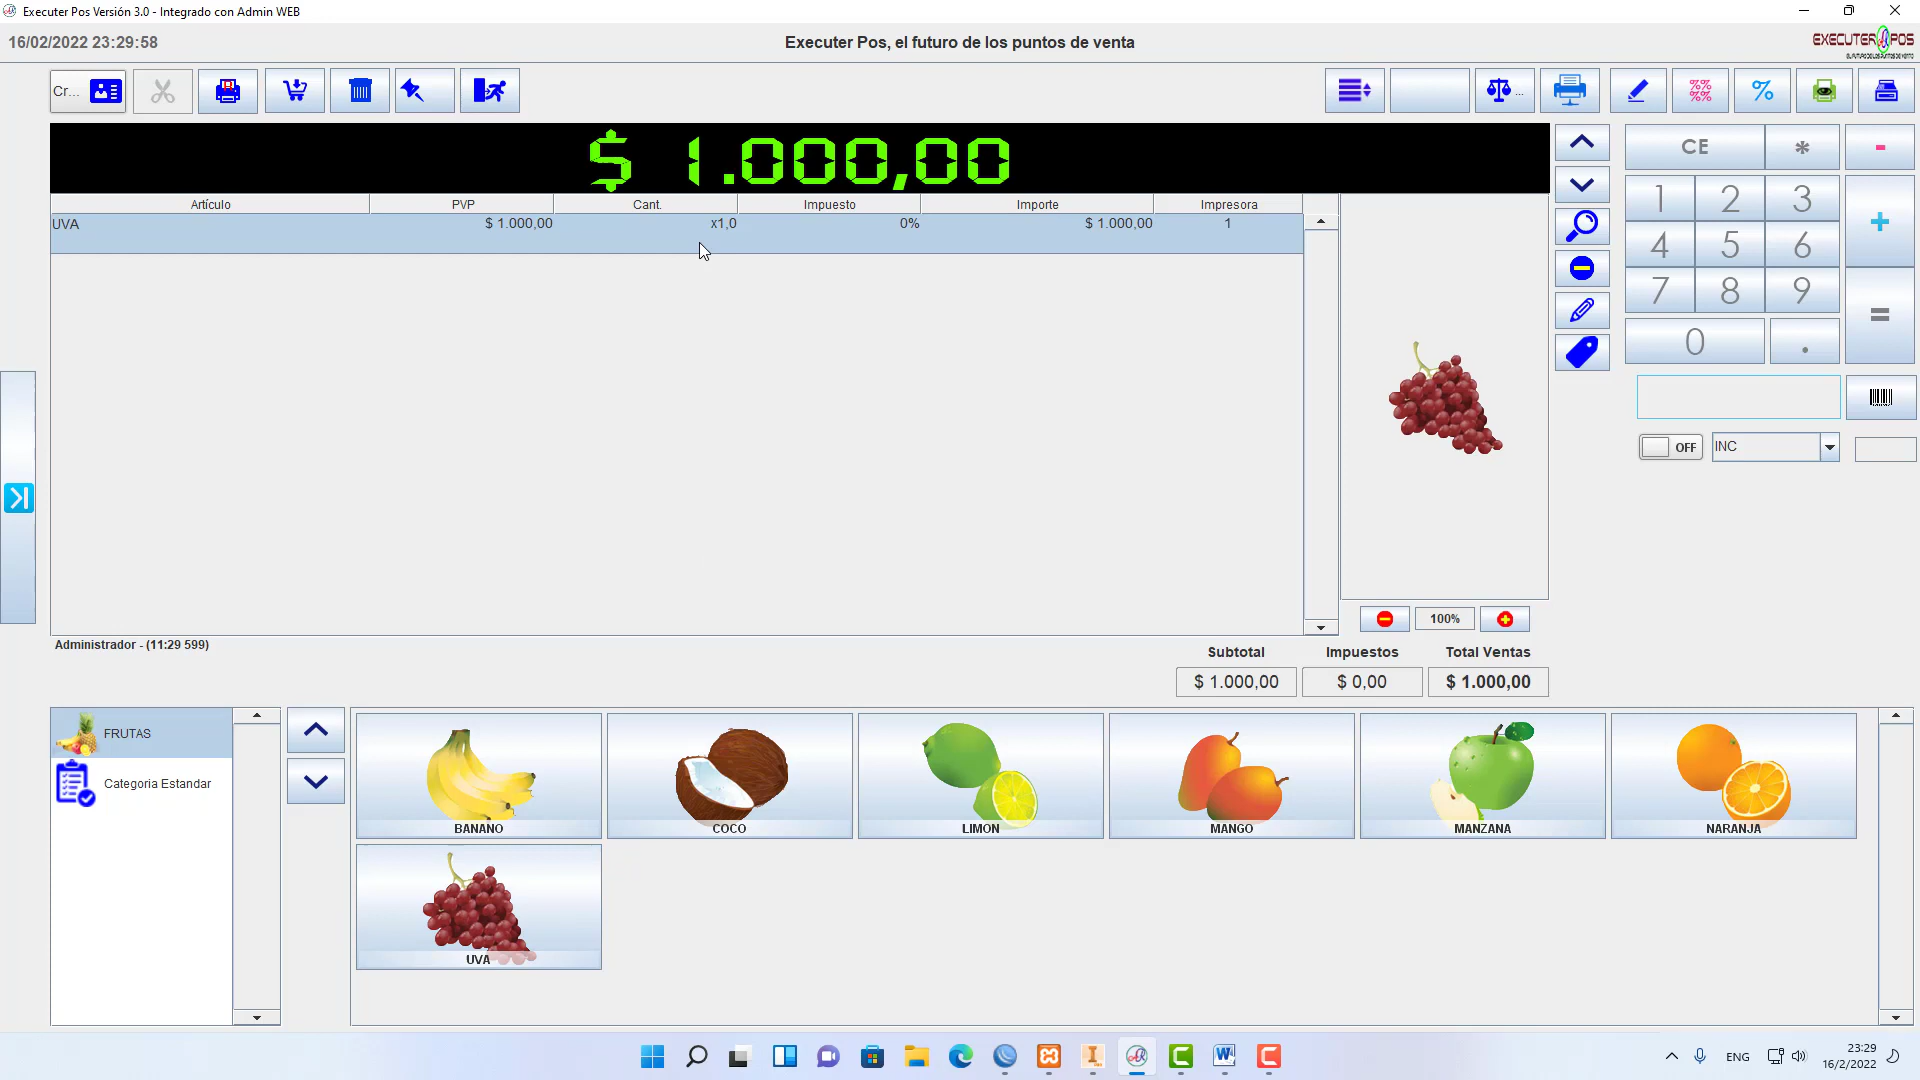 Executer Pos Versión 3.0 - Integrado con Admin WEB
16/02/2022 23:29:58
Executer Pos, el futuro de los puntos de venta
EXECUTER POS
Cr...
...
$ 1.000,00
CE * -
1 2 3 +
4 5 6
7 8 9 =
0 .
Artículo PVP Cant. Impuesto Importe Impresora
UVA $ 1.000,00 x1,0 0% $ 1.000,00 1
OFF INC
100%
Administrador - (11:29 599)
Subtotal Impuestos Total Ventas
$ 1.000,00 $ 0,00 $ 1.000,00
FRUTAS
Categoria Estandar
BANANO COCO LIMON MANGO MANZANA NARANJA
UVA
ENG
23:29
16/2/2022